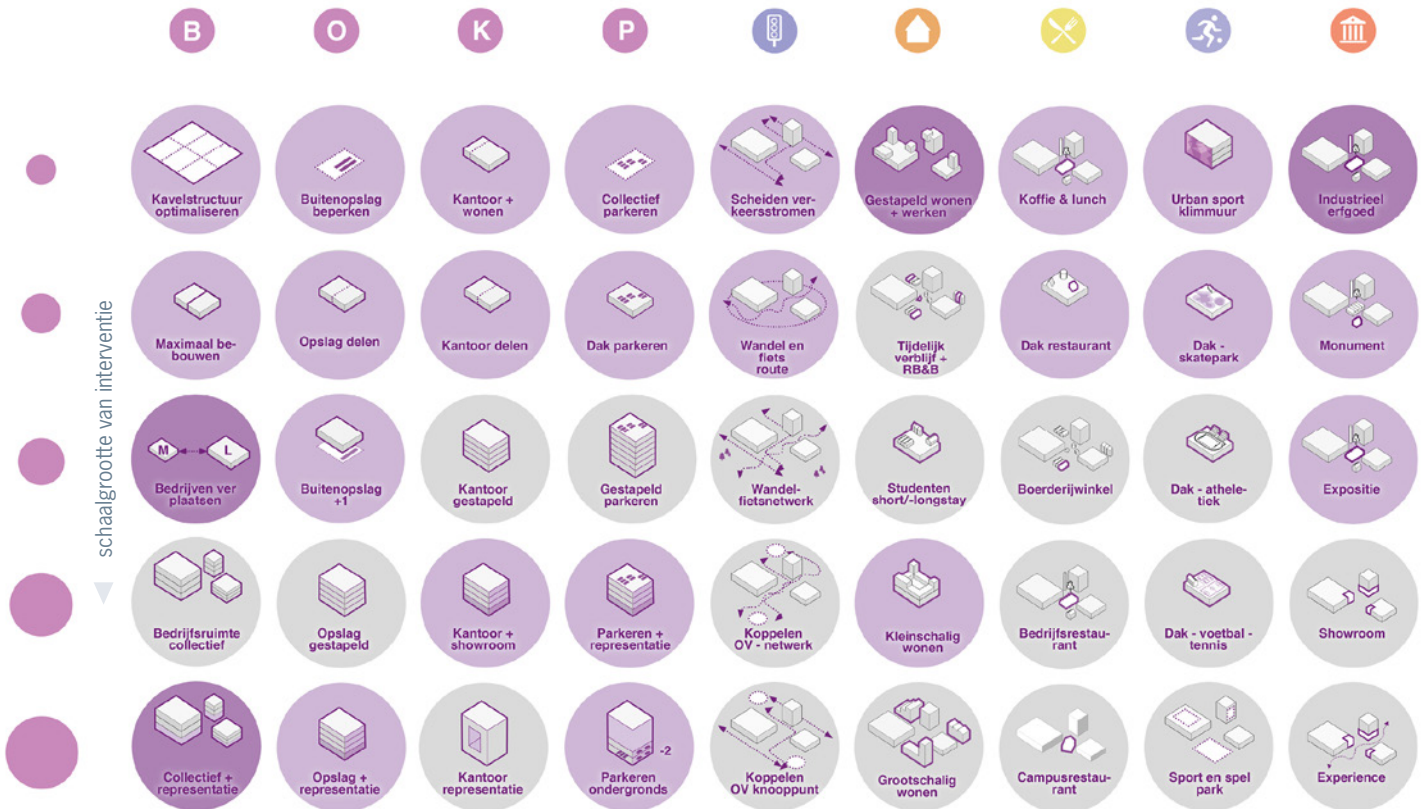 B O K P
Kavelstructuur
optimaliseren
Buitenopslag
beperken
Kantoor +
wonen
Collectief
parkeren
Scheiden ver-
keersstromen
Gestapeld wonen
+ werken
Koffie & lunch
Urban sport
klimmuur
Industrieel
erfgoed
schaalgrootte van interventie
Maximaal be-
bouwen
Opslag delen
Kantoor delen
Dak parkeren
Wandel en
fiets
route
Tijdelijk
verblijf +
RB&B
Dak restaurant
Dak -
skatepark
Monument
M
L
Bedrijven ver
plaatsen
Buitenopslag
+1
Kantoor
gestapeld
Gestapeld
parkeren
Wandel-
fietsnetwerk
Studenten
short/-longstay
Boerderijwinkel
Dak - athele-
tiek
Expositie
Bedrijfsruimte
collectief
Opslag
gestapeld
Kantoor +
showroom
Parkeren +
representatie
Koppelen
OV - netwerk
Kleinschalig
wonen
Bedrijfsrestau-
rant
Dak - voetbal -
tennis
Showroom
Collectief +
representatie
Opslag +
representatie
Kantoor
representatie
-2
Parkeren
ondergronds
Koppelen
OV knooppunt
Grootschalig
wonen
Campusrestau-
rant
Sport en spel
park
Experience